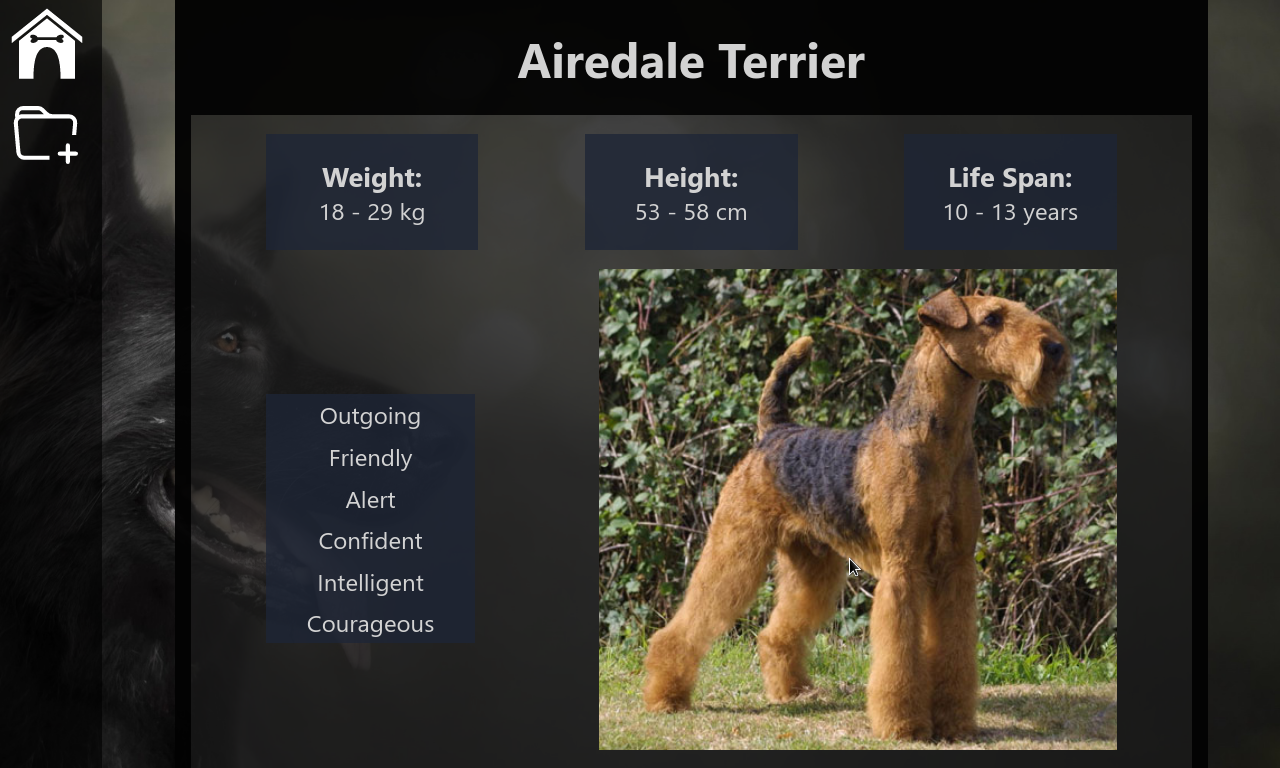 Airedale Terrier
Weight:
18 - 29 kg
Height:
53 - 58 cm
Life Span:
10 - 13 years
Outgoing
Friendly
Alert
Confident
Intelligent
Courageous